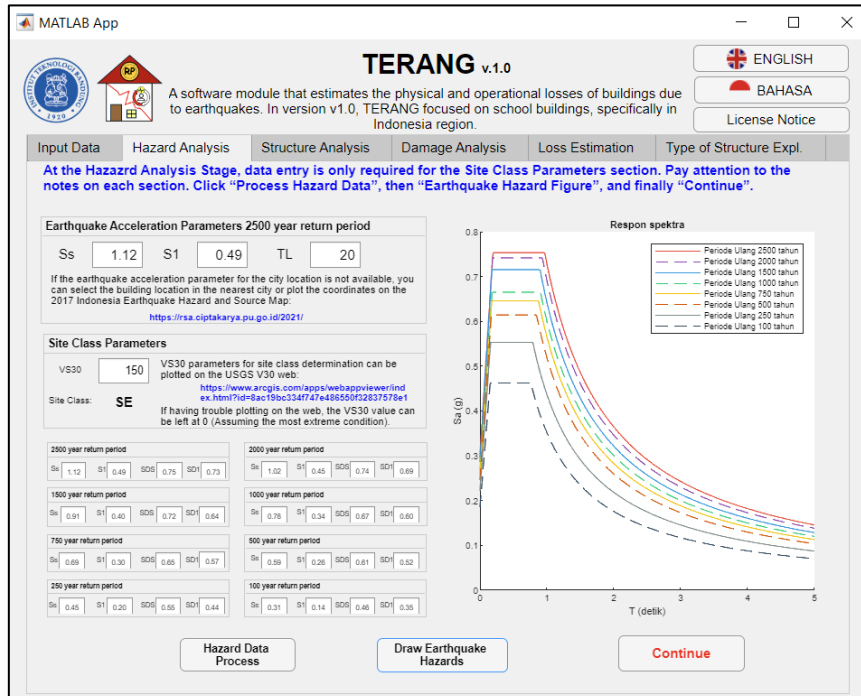 MATLAB App
INSTITUT TEKNOLOGI BANDUNG
1920
RP
TERANG v.1.0
A software module that estimates the physical and operational losses of buildings due
to earthquakes. In version v1.0, TERANG focused on school buildings, specifically in
Indonesia region.
ENGLISH
BAHASA
License Notice
Input Data
Hazard Analysis
Structure Analysis
Damage Analysis
Loss Estimation
Type of Structure Expl.
At the Hazazrd Analysis Stage, data entry is only required for the Site Class Parameters section. Pay attention to the
notes on each section. Click “Process Hazard Data”, then “Earthquake Hazard Figure”, and finally “Continue”.
Earthquake Acceleration Parameters 2500 year return period
Ss 1.12 S1 0.49 TL 20
If the earthquake acceleration parameter for the city location is not available, you
can select the building location in the nearest city or plot the coordinates on the
2017 Indonesia Earthquake Hazard and Source Map:
https://rsa.ciptakarya.pu.go.id/2021/
Site Class Parameters
VS30 150
VS30 parameters for site class determination can be
plotted on the USGS V30 web:
https://www.arcgis.com/apps/webappviewer/ind
ex.html?id=8ac19bc334f747e486550f32837578e1
Site Class: SE
If having trouble plotting on the web, the VS30 value can
be left at 0 (Assuming the most extreme condition).
2500 year return period
Ss 1.12 S1 0.49 SDS 0.75 SD1 0.73
2000 year return period
Ss 1.02 S1 0.45 SDS 0.74 SD1 0.69
1500 year return period
Ss 0.91 S1 0.40 SDS 0.72 SD1 0.64
1000 year return period
Ss 0.78 S1 0.34 SDS 0.67 SD1 0.60
750 year return period
Ss 0.69 S1 0.30 SDS 0.65 SD1 0.57
500 year return period
Ss 0.59 S1 0.26 SDS 0.61 SD1 0.52
250 year return period
Ss 0.45 S1 0.20 SDS 0.55 SD1 0.44
100 year return period
Ss 0.31 S1 0.14 SDS 0.46 SD1 0.35
Respon spektra
Periode Ulang 2500 tahun
Periode Ulang 2000 tahun
Periode Ulang 1500 tahun
Periode Ulang 1000 tahun
Periode Ulang 750 tahun
Periode Ulang 500 tahun
Periode Ulang 250 tahun
Periode Ulang 100 tahun
Sa (g)
0.8
0.7
0.6
0.5
0.4
0.3
0.2
0.1
0
0 1 2 3 4 5
T (detik)
Hazard Data
Process
Draw Earthquake
Hazards
Continue